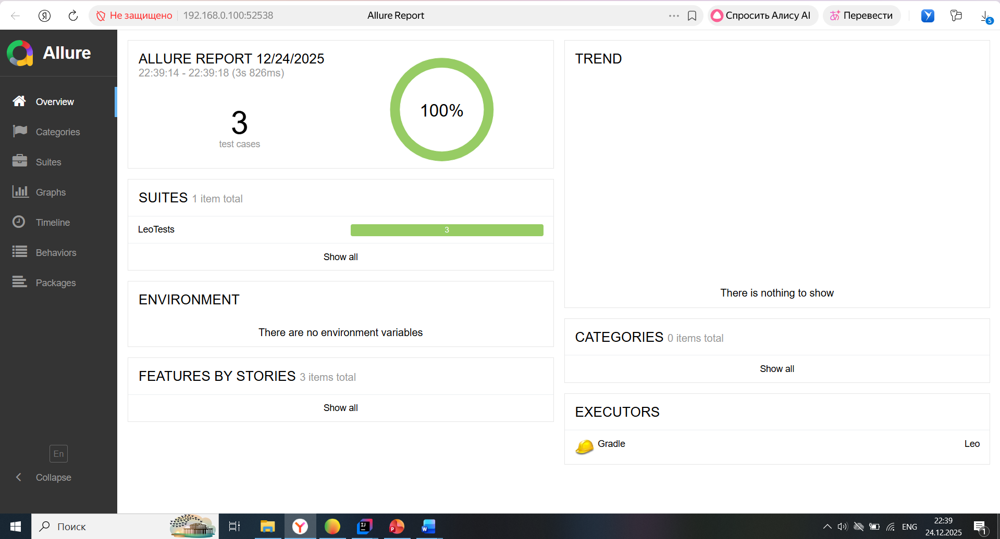 Не защищено
192.168.0.100:52538
Allure Report
Спросить Алису AI
Перевести
5
Allure
Overview
Categories
Suites
Graphs
Timeline
Behaviors
Packages
En
Collapse
ALLURE REPORT 12/24/2025
22:39:14 - 22:39:18 (3s 826ms)
3
test cases
100%
SUITES 1 item total
LeoTests
3
Show all
ENVIRONMENT
There are no environment variables
FEATURES BY STORIES 3 items total
Show all
TREND
There is nothing to show
CATEGORIES 0 items total
Show all
EXECUTORS
Gradle
Leo
Поиск
ENG
22:39
24.12.2025
1